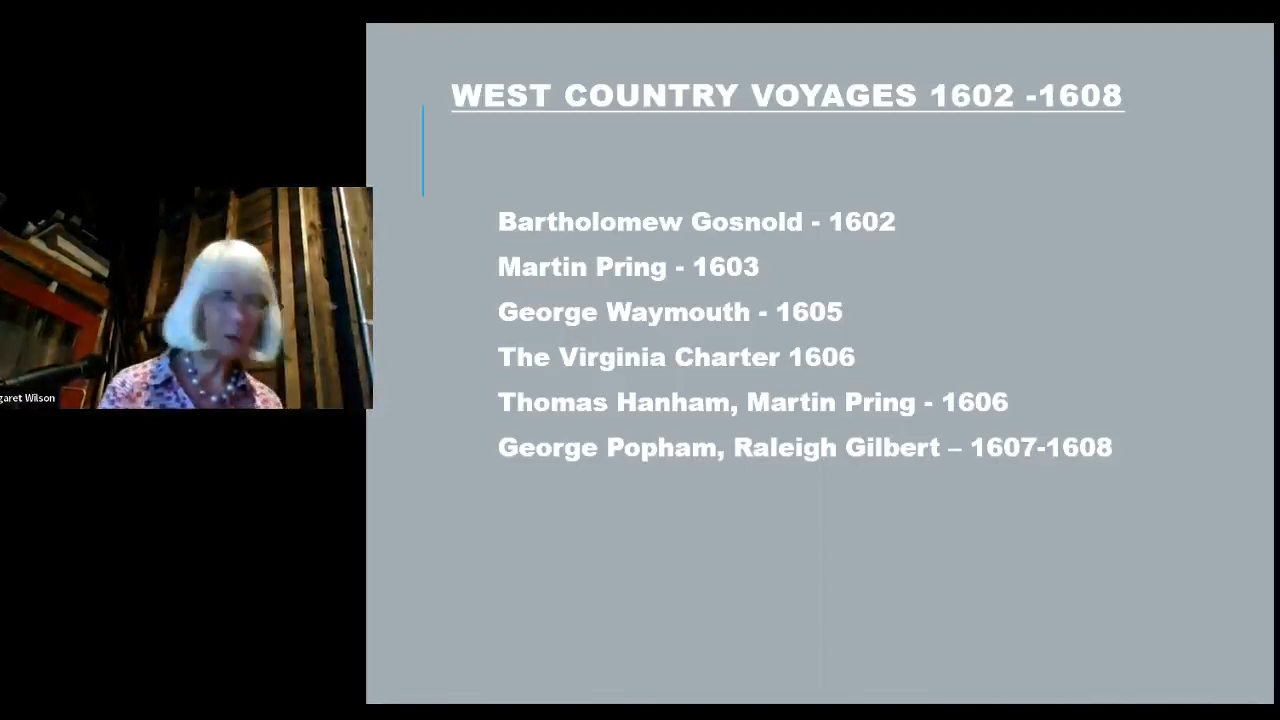 WEST COUNTRY VOYAGES 1602 -1608
Bartholomew Gosnold - 1602
Martin Pring - 1603
George Waymouth - 1605
The Virginia Charter 1606
Thomas Hanham, Martin Pring - 1606
George Popham, Raleigh Gilbert – 1607-1608
garet Wilson